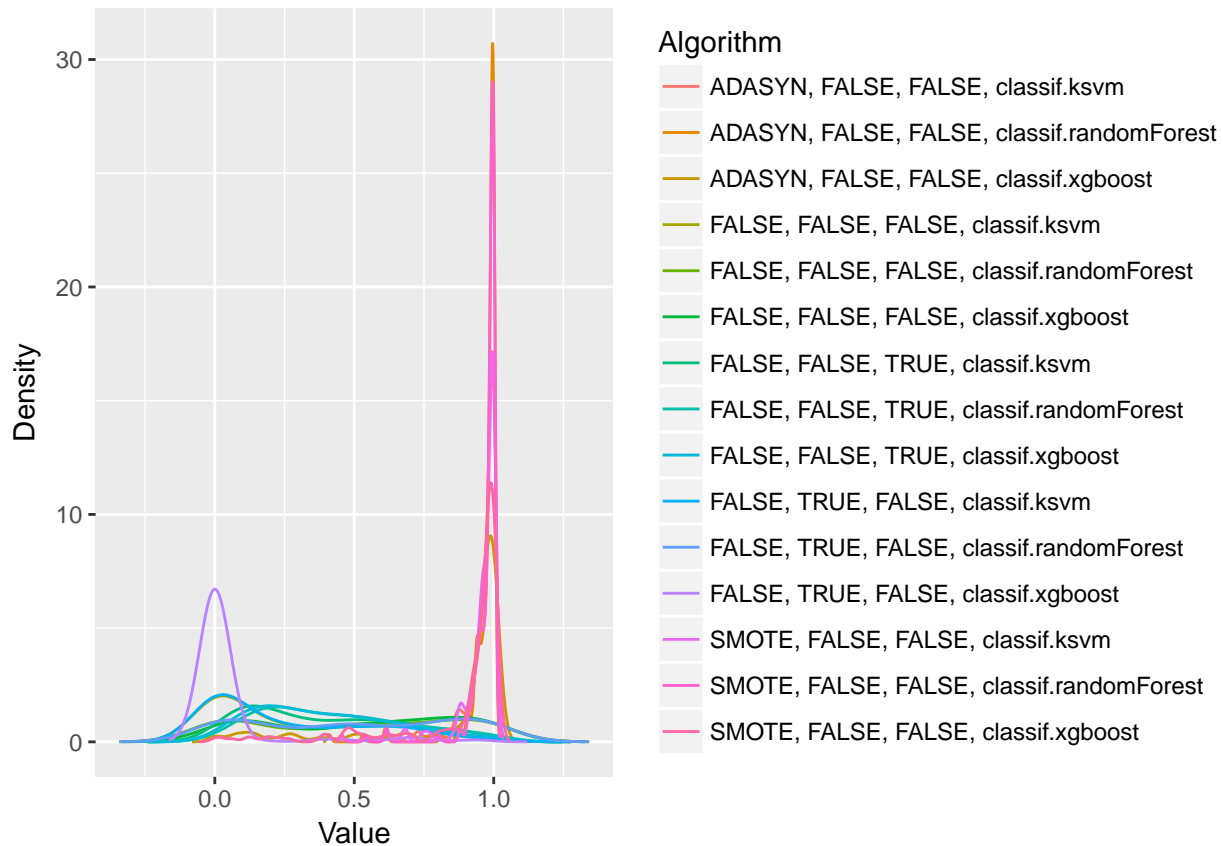 30
20
10
0
0.0
0.5
1.0
Value
Density
Algorithm
ADASYN, FALSE, FALSE, classif.ksvm
ADASYN, FALSE, FALSE, classif.randomForest
ADASYN, FALSE, FALSE, classif.xgboost
FALSE, FALSE, FALSE, classif.ksvm
FALSE, FALSE, FALSE, classif.randomForest
FALSE, FALSE, FALSE, classif.xgboost
FALSE, FALSE, TRUE, classif.ksvm
FALSE, FALSE, TRUE, classif.randomForest
FALSE, FALSE, TRUE, classif.xgboost
FALSE, TRUE, FALSE, classif.ksvm
FALSE, TRUE, FALSE, classif.randomForest
FALSE, TRUE, FALSE, classif.xgboost
SMOTE, FALSE, FALSE, classif.ksvm
SMOTE, FALSE, FALSE, classif.randomForest
SMOTE, FALSE, FALSE, classif.xgboost